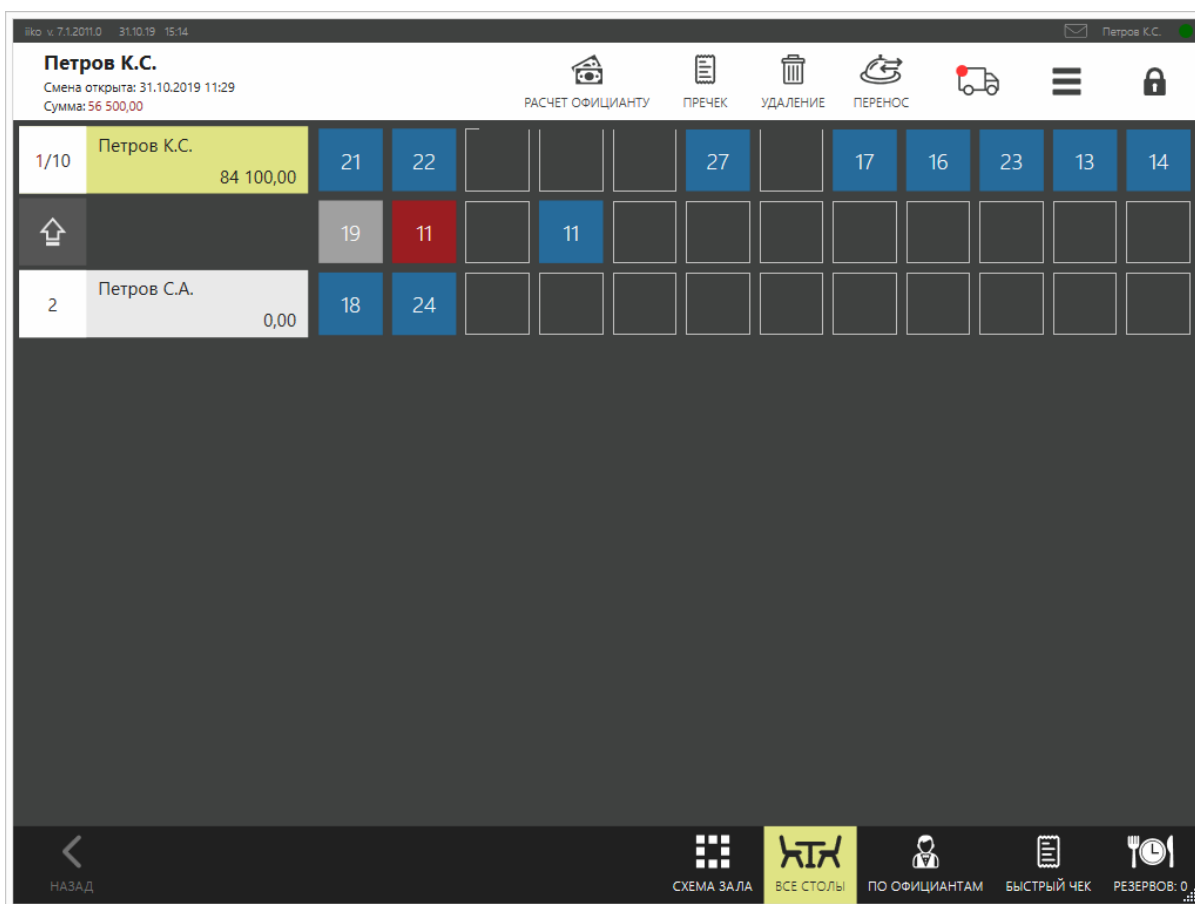 iiko v. 7.1.2011.0 31.10.19 15:14 Петров К.С.
Петров К.С.
Смена открыта: 31.10.2019 11:29
Сумма: 56 500,00
РАСЧЕТ ОФИЦИАНТУ ПРЕЧЕК УДАЛЕНИЕ ПЕРЕНОС
1/10 Петров К.С. 21 22 27 17 16 23 13 14
84 100,00
19 11 11
2 Петров С.А. 18 24
0,00
НАЗАД СХЕМА ЗАЛА ВСЕ СТОЛЫ ПО ОФИЦИАНТАМ БЫСТРЫЙ ЧЕК РЕЗЕРВОВ: 0